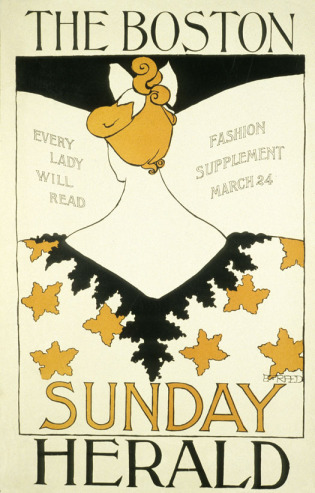 THE BOSTON
EVERY
LADY
WILL
READ
FASHION
SUPPLEMENT
MARCH 24
SUNDAY
HERALD